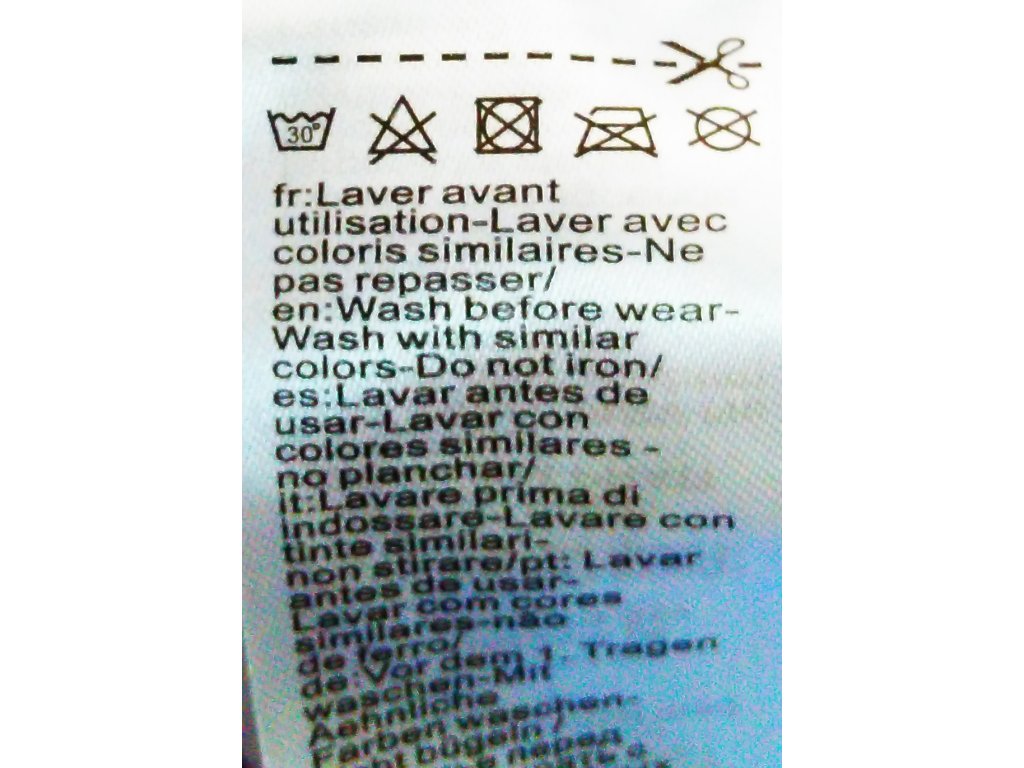 30°
fr:Laver avant
utilisation-Laver avec
coloris similaires-Ne
pas repasser/
en:Wash before wear-
Wash with similar
colors-Do not iron/
es:Lavar antes de
usar-Lavar con
colores similares -
no planchar/
it:Lavare prima di
indossare-Lavare con
tinte similari-
non stirare/pt: Lavar
antes de usar-
Lavar com cores
similares-não
de ferro/
de:Vor dem 1. Tragen
waschen-Mit
Aehnliche
Farben waschen-
bügeln /